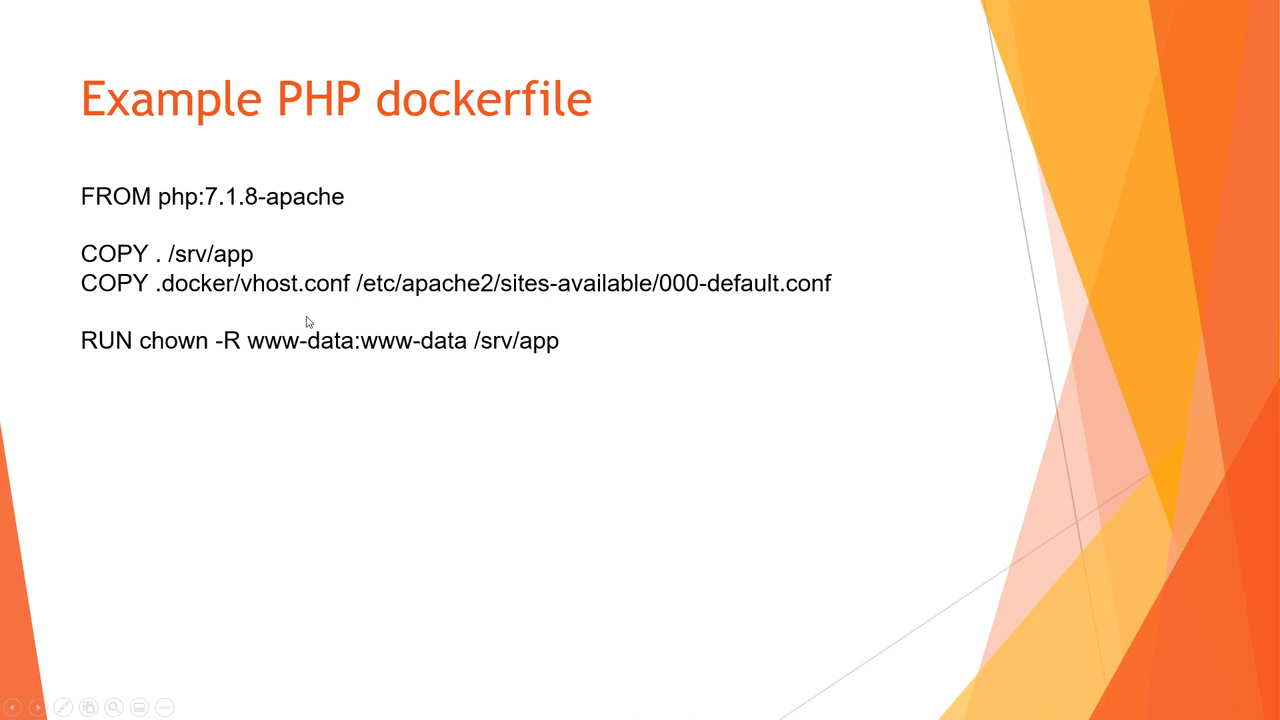 Example PHP dockerfile
FROM php:7.1.8-apache
COPY . /srv/app
COPY .docker/vhost.conf /etc/apache2/sites-available/000-default.conf
RUN chown -R www-data:www-data /srv/app